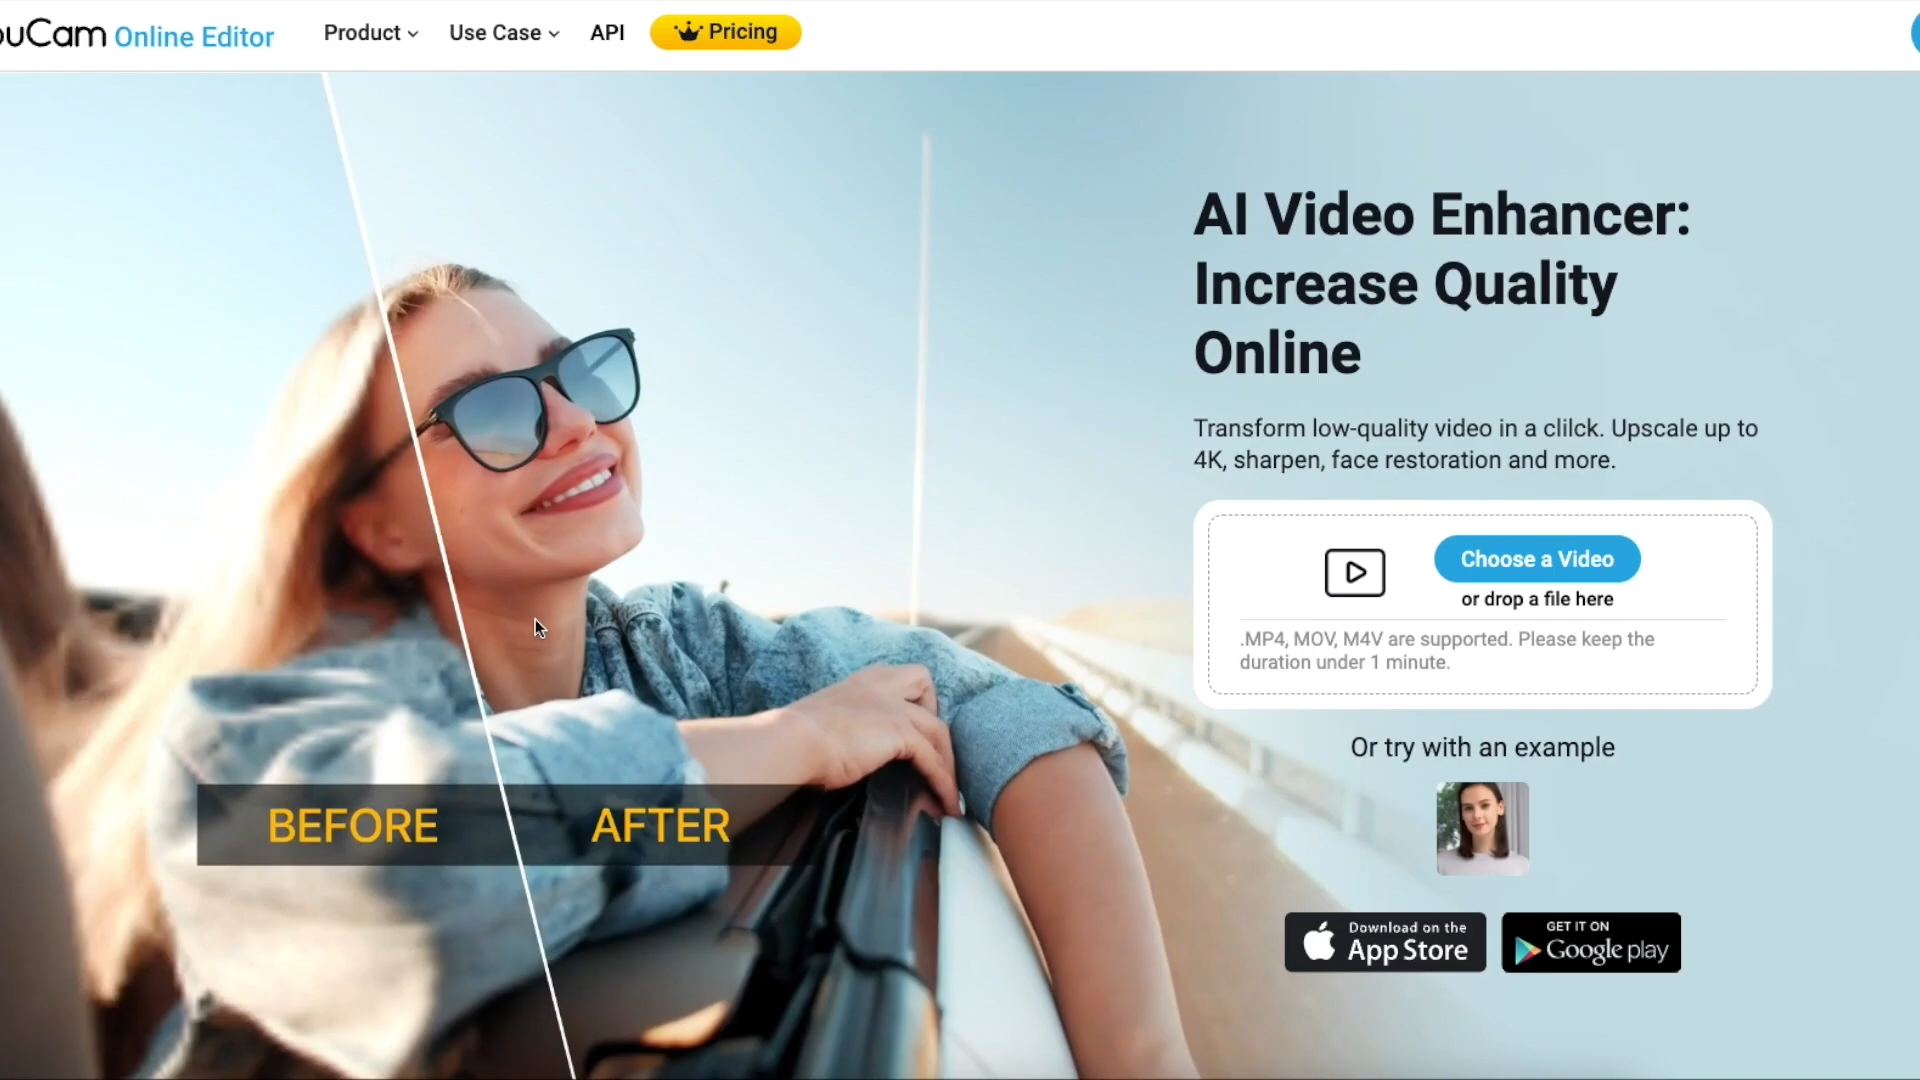 ouCam Online Editor
Product
Use Case
API
Pricing
AI Video Enhancer:
Increase Quality
Online
Transform low-quality video in a clilck. Upscale up to
4K, sharpen, face restoration and more.
Choose a Video
or drop a file here
.MP4, MOV, M4V are supported. Please keep the
duration under 1 minute.
Or try with an example
BEFORE
AFTER
Download on the
App Store
GET IT ON
Google play